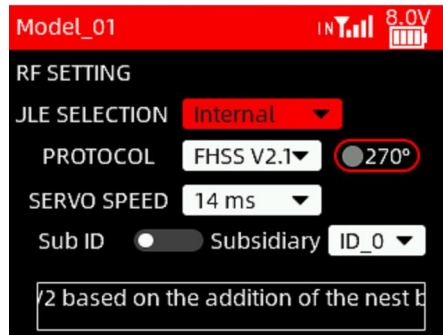 Model_01
IN
8.0V
RF SETTING
JLE SELECTION Internal
PROTOCOL FHSS V2.1 270°
SERVO SPEED 14 ms
Sub ID Subsidiary ID_0
/2 based on the addition of the nest b